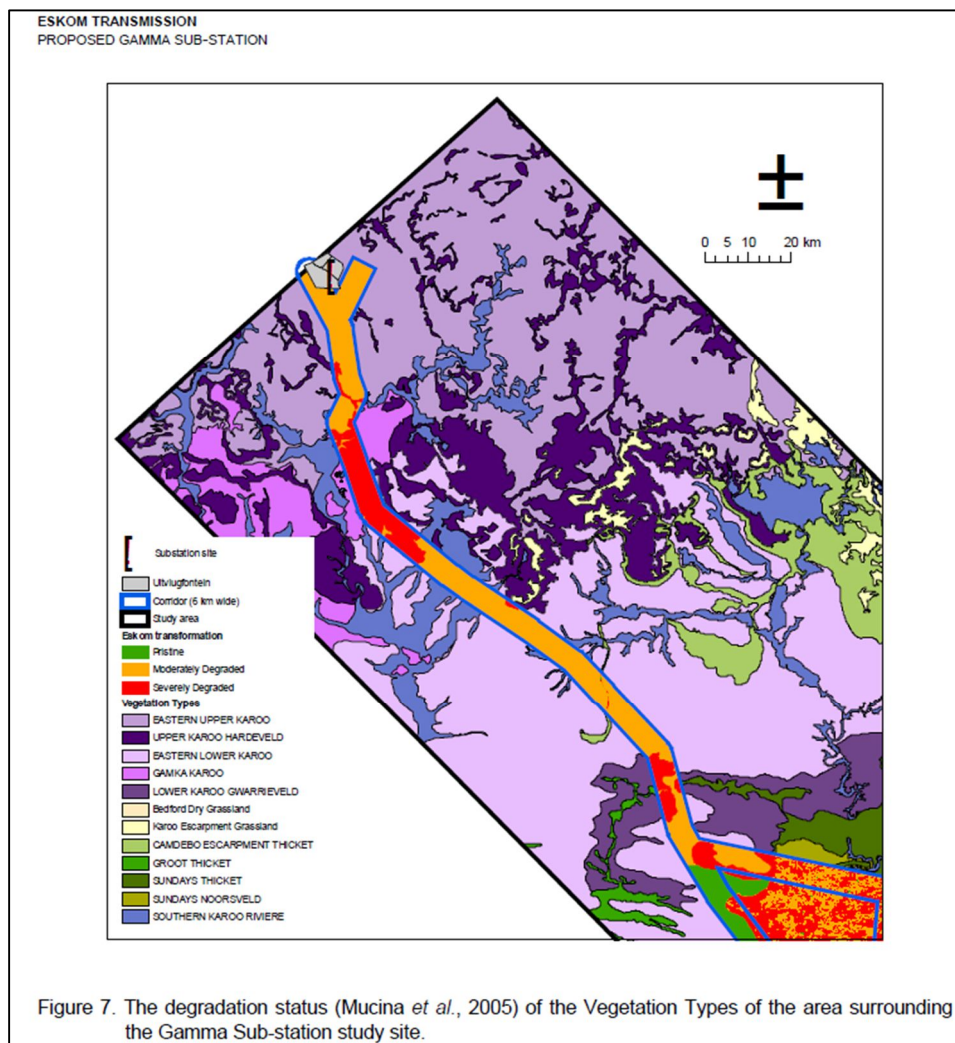 ESKOM TRANSMISSION
PROPOSED GAMMA SUB-STATION
0 5 10 20 km
Substation site
Uitvlugfontein
Corridor (6 km wide)
Study area
Eskom transformation
Pristine
Moderately Degraded
Severely Degraded
Vegetation Types
EASTERN UPPER KAROO
UPPER KAROO HARDEVELD
EASTERN LOWER KAROO
GAMKA KAROO
LOWER KAROO GWARRIEVELD
Bedford Dry Grassland
Karoo Escarpment Grassland
CAMDEBO ESCARPMENT THICKET
GROOT THICKET
SUNDAYS THICKET
SUNDAYS NOORSVELD
SOUTHERN KAROO RIVIERE
Figure 7. The degradation status (Mucina et al., 2005) of the Vegetation Types of the area surrounding
the Gamma Sub-station study site.